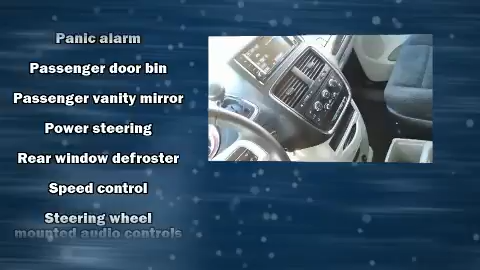 Panic alarm
Passenger door bin
Passenger vanity mirror
Power steering
Rear window defroster
Speed control
Steering wheel
mounted audio controls